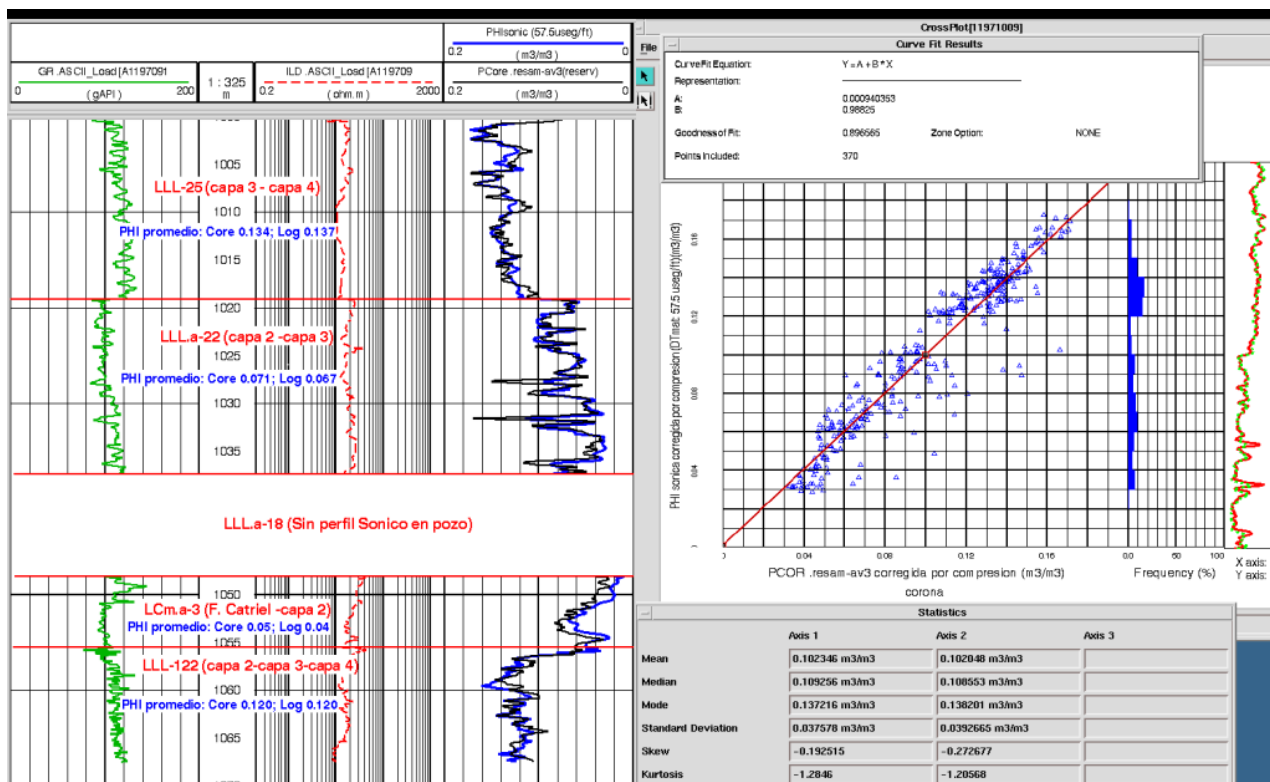 PHIsonic (57.5useg/ft)
0.2 0
(m3/m3)
GR .ASCII_Load [A1197091
0 200
(gAPI)
1 : 325
m
ILD .ASCII_Load [A119709
0.2 2000
(ohm.m)
PCore .resam-av3(reserv)
0.2 0
(m3/m3)
1005
LLL-25 (capa 3 - capa 4)
1010
PHI promedio: Core 0.134; Log 0.137
1015
1020
LLL.a-22 (capa 2 -capa 3)
1025
PHI promedio: Core 0.071; Log 0.067
1030
1035
LLL.a-18 (Sin perfil Sonico en pozo)
1050
LCm.a-3 (F. Catriel -capa 2)
PHI promedio: Core 0.05; Log 0.04
1055
LLL-122 (capa 2-capa 3-capa 4)
1060
PHI promedio: Core 0.120; Log 0.120
1065
CrossPlot[11971009]
File
Curve Fit Results
CurveFit Equation: Y = A + B * X
Representation:
A: 0.000940353
B: 0.98825
Goodness of Fit: 0.896565 Zone Option: NONE
Points Included: 370
PHI sonica corregida por compresion (DTmat: 57.5 useg/ft)(m3/m3)
0.16
0.12
0.08
0.04
0.04 0.08 0.12 0.16 0.0 50 100
PCOR .resam-av3 corregida por compresion (m3/m3) Frequency (%)
corona
X axis:
Y axis:
Statistics
Axis 1 Axis 2 Axis 3
Mean 0.102346 m3/m3 0.102048 m3/m3
Median 0.109256 m3/m3 0.108553 m3/m3
Mode 0.137216 m3/m3 0.138201 m3/m3
Standard Deviation 0.037578 m3/m3 0.0392665 m3/m3
Skew -0.192515 -0.272677
Kurtosis -1.2846 -1.20568